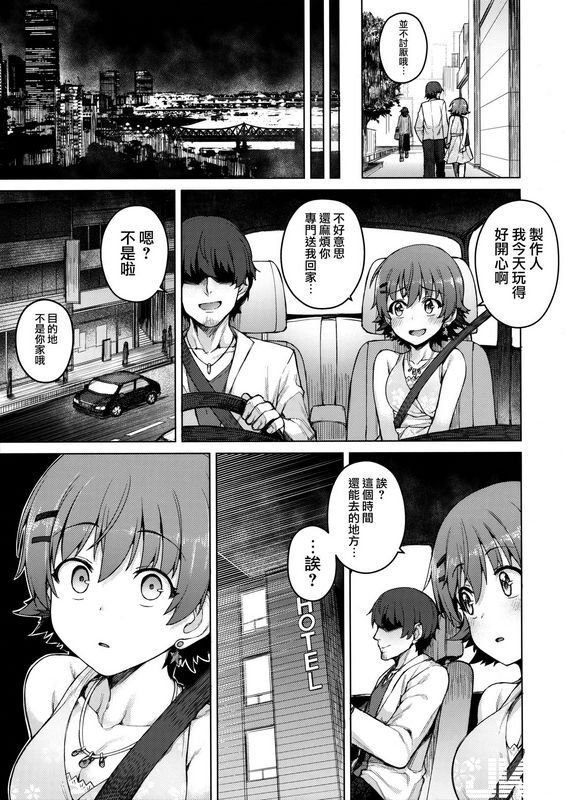 並不討厭哦…
製作人
我今天玩得
好開心啊
不好意思
還麻煩你
專門送我回家…
嗯？
不是啦
目的地
不是你家哦
誒？
這個時間
還能去的地方…
…誒？
HOTEL